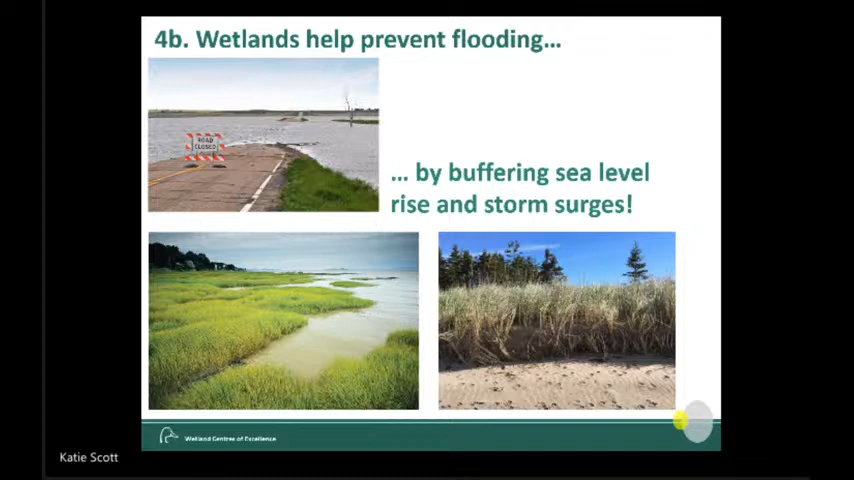 4b. Wetlands help prevent flooding...
ROAD
CLOSED
... by buffering sea level
rise and storm surges!
Wetland Centres of Excellence
Katie Scott